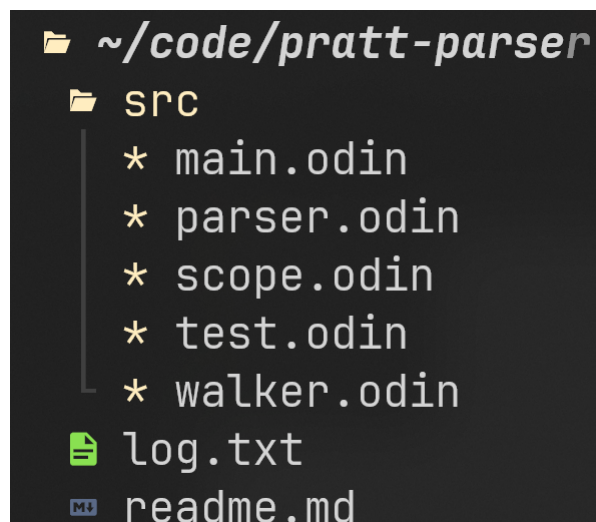 ~/code/pratt-parser
src
* main.odin
* parser.odin
* scope.odin
* test.odin
* walker.odin
log.txt
M↓ readme.md